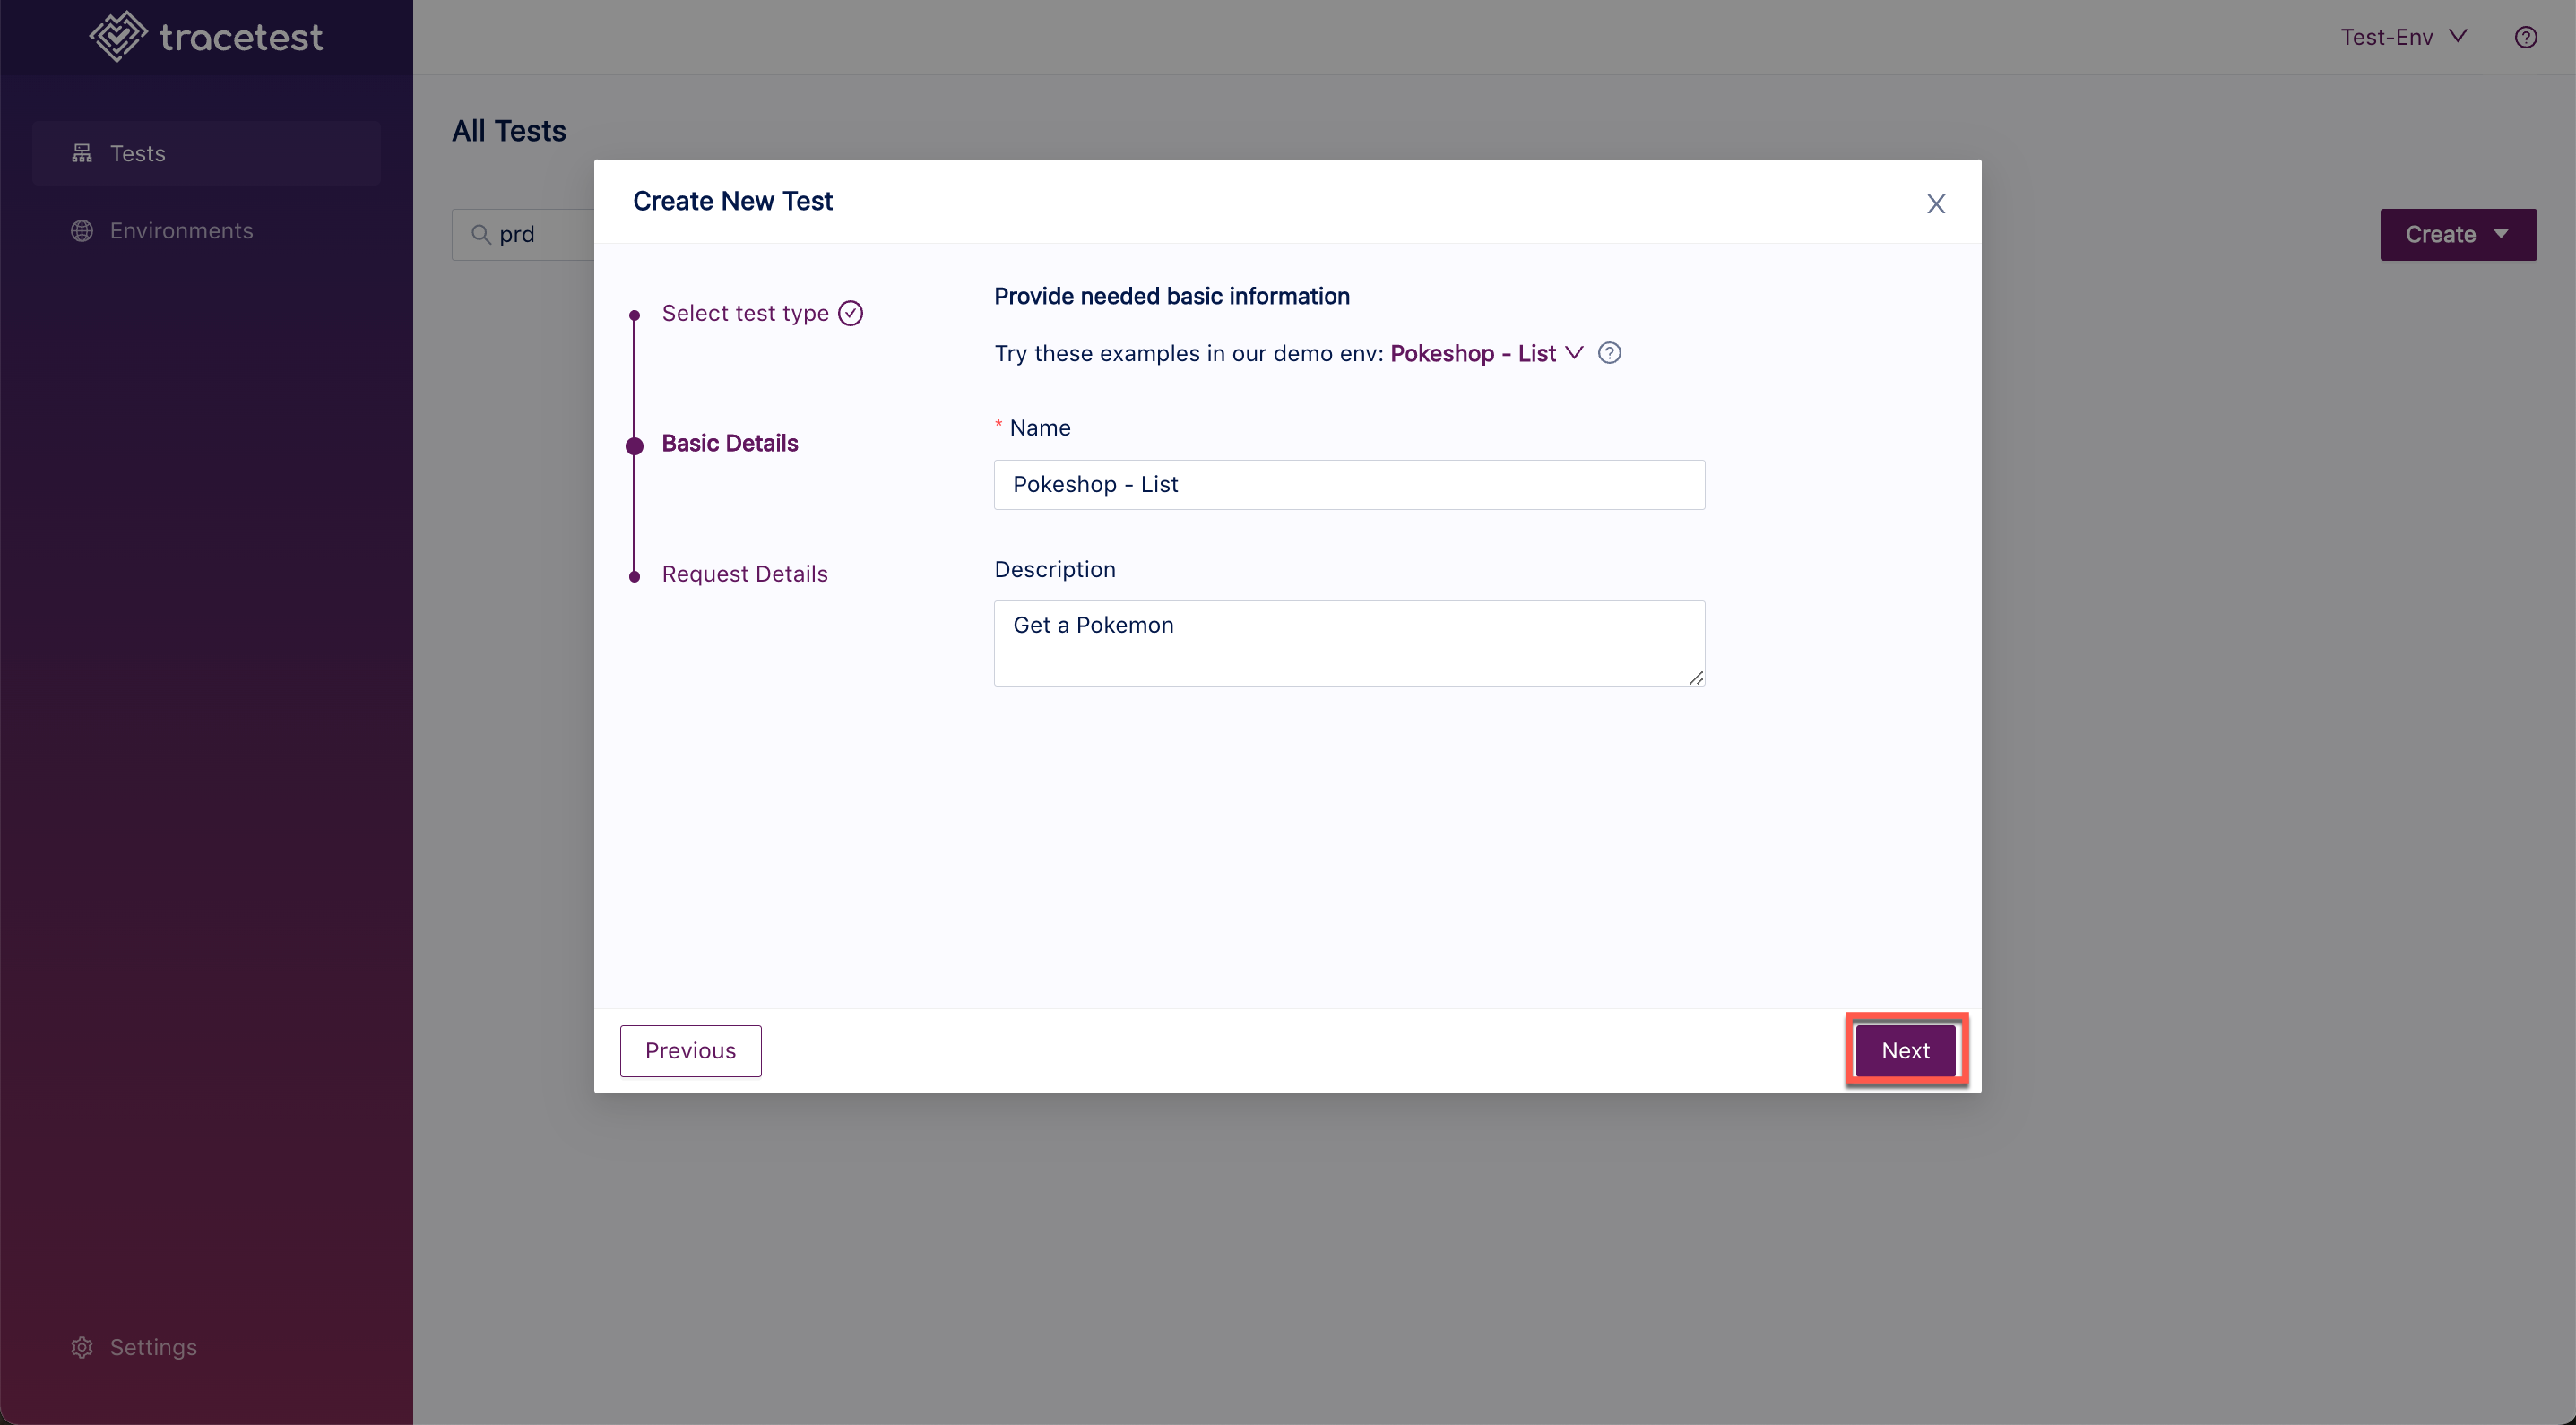 tracetest
Test-Env
Tests
Environments
Settings
All Tests
prd
Create
Create New Test
Select test type
Basic Details
Request Details
Provide needed basic information
Try these examples in our demo env: Pokeshop - List
* Name
Pokeshop - List
Description
Get a Pokemon
Previous
Next